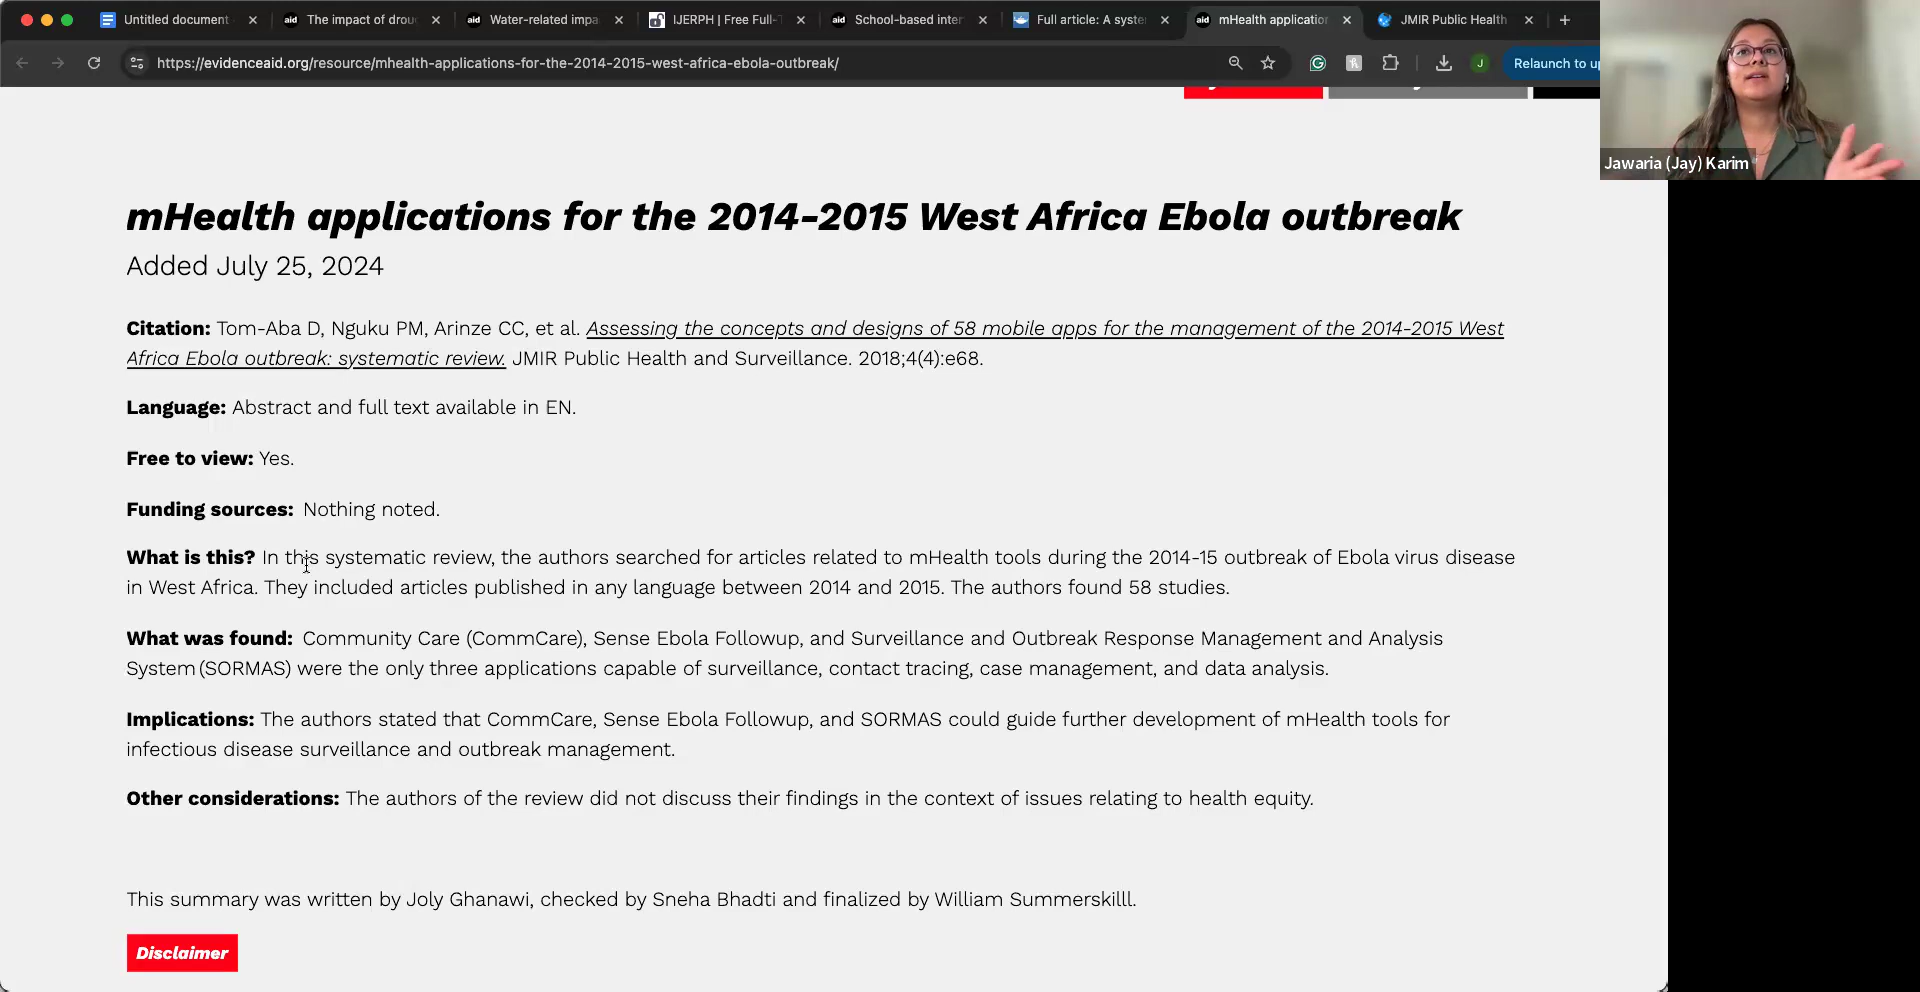 Untitled document
The impact of drou
Water-related impa
IJERPH | Free Full-T
School-based inter
Full article: A syste
mHealth application
JMIR Public Health
https://evidenceaid.org/resource/mhealth-applications-for-the-2014-2015-west-africa-ebola-outbreak/
J
Relaunch to up
Jawaria (Jay) Karim
mHealth applications for the 2014-2015 West Africa Ebola outbreak
Added July 25, 2024
Citation: Tom-Aba D, Nguku PM, Arinze CC, et al. Assessing the concepts and designs of 58 mobile apps for the management of the 2014-2015 West
Africa Ebola outbreak: systematic review. JMIR Public Health and Surveillance. 2018;4(4):e68.
Language: Abstract and full text available in EN.
Free to view: Yes.
Funding sources: Nothing noted.
What is this? In this systematic review, the authors searched for articles related to mHealth tools during the 2014-15 outbreak of Ebola virus disease
in West Africa. They included articles published in any language between 2014 and 2015. The authors found 58 studies.
What was found: Community Care (CommCare), Sense Ebola Followup, and Surveillance and Outbreak Response Management and Analysis
System (SORMAS) were the only three applications capable of surveillance, contact tracing, case management, and data analysis.
Implications: The authors stated that CommCare, Sense Ebola Followup, and SORMAS could guide further development of mHealth tools for
infectious disease surveillance and outbreak management.
Other considerations: The authors of the review did not discuss their findings in the context of issues relating to health equity.
This summary was written by Joly Ghanawi, checked by Sneha Bhadti and finalized by William Summerskilll.
Disclaimer